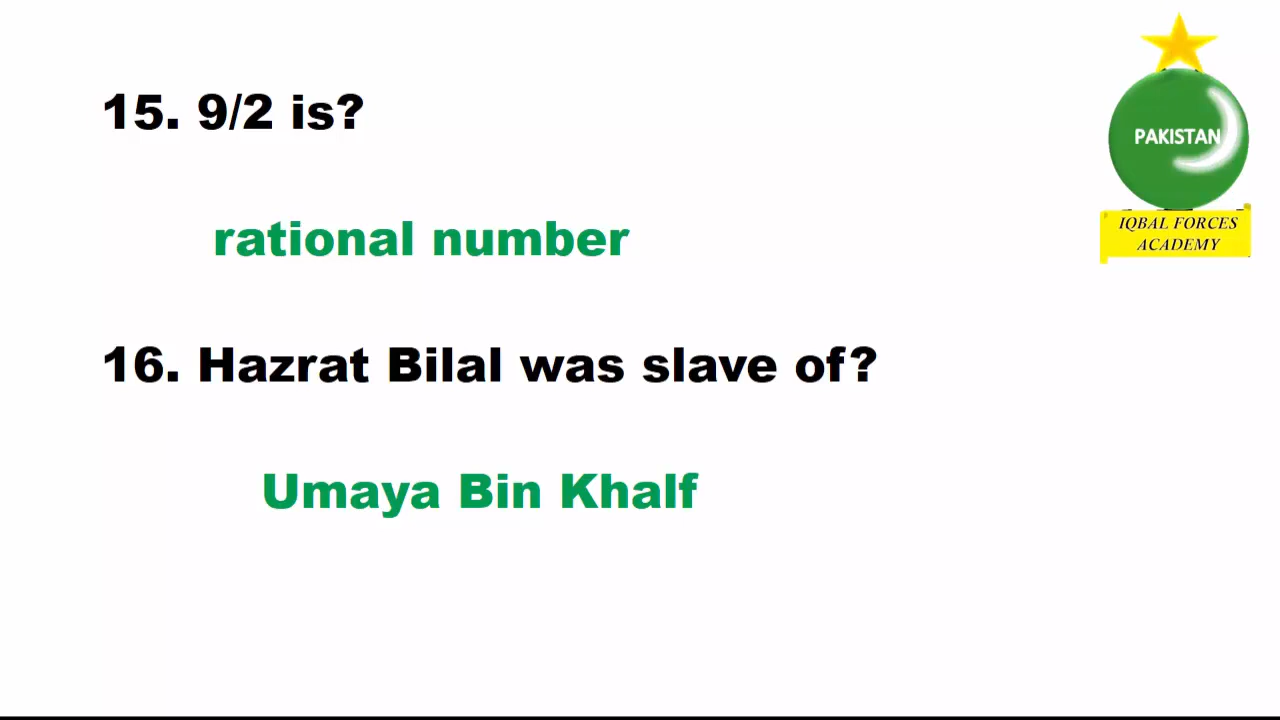 15. 9/2 is?
rational number
16. Hazrat Bilal was slave of?
Umaya Bin Khalf
PAKISTAN
IQBAL FORCES
ACADEMY